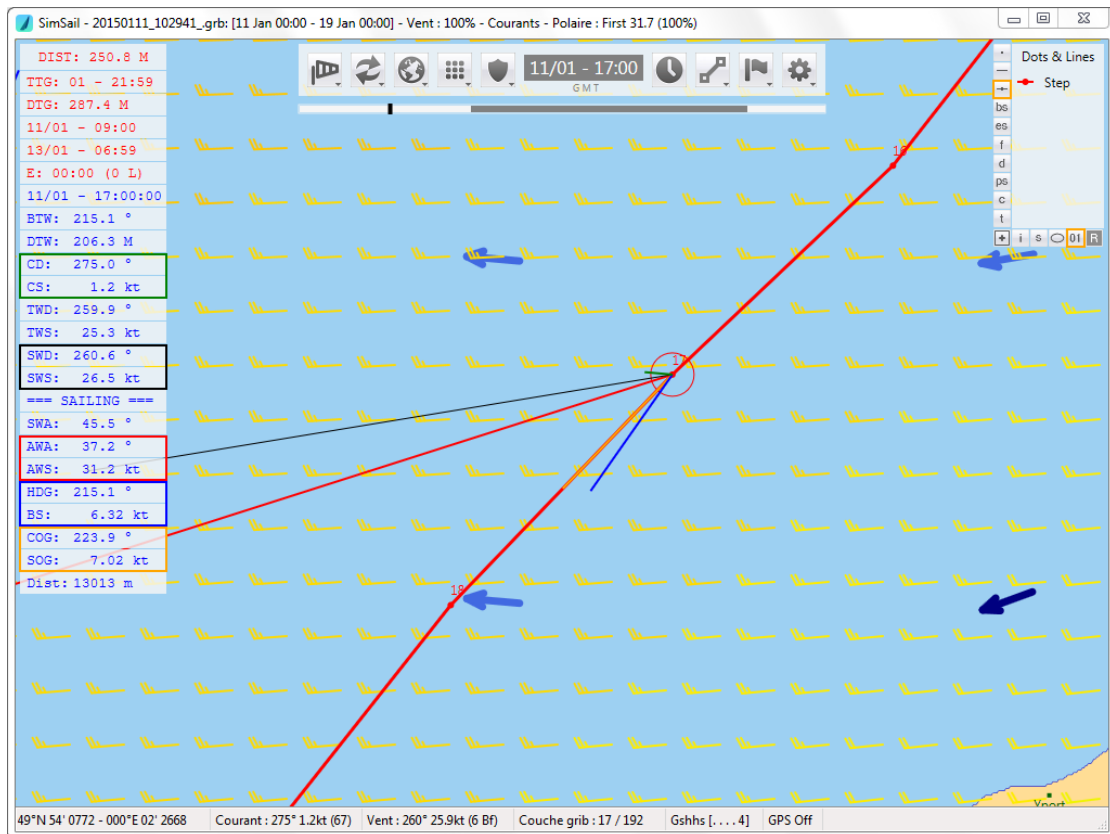 SimSail - 20150111_102941_.grb: [11 Jan 00:00 - 19 Jan 00:00] - Vent : 100% - Courants - Polaire : First 31.7 (100%)
DIST: 250.8 M
TTG: 01 - 21:59
DTG: 287.4 M
11/01 - 09:00
13/01 - 06:59
E: 00:00 (0 L)
11/01 - 17:00:00
BTW: 215.1 °
DTW: 206.3 M
CD: 275.0 °
CS: 1.2 kt
TWD: 259.9 °
TWS: 25.3 kt
SWD: 260.6 °
SWS: 26.5 kt
=== SAILING ===
SWA: 45.5 °
AWA: 37.2 °
AWS: 31.2 kt
HDG: 215.1 °
BS: 6.32 kt
COG: 223.9 °
SOG: 7.02 kt
Dist: 13013 m
11/01 - 17:00
GMT
Dots & Lines
Step
bs
es
f
d
ps
c
t
+ i s 01 R
16
17
18
Yport
49°N 54' 0772 - 000°E 02' 2668 Courant : 275° 1.2kt (67) Vent : 260° 25.9kt (6 Bf) Couche grib : 17 / 192 Gshhs [. . . . 4] GPS Off